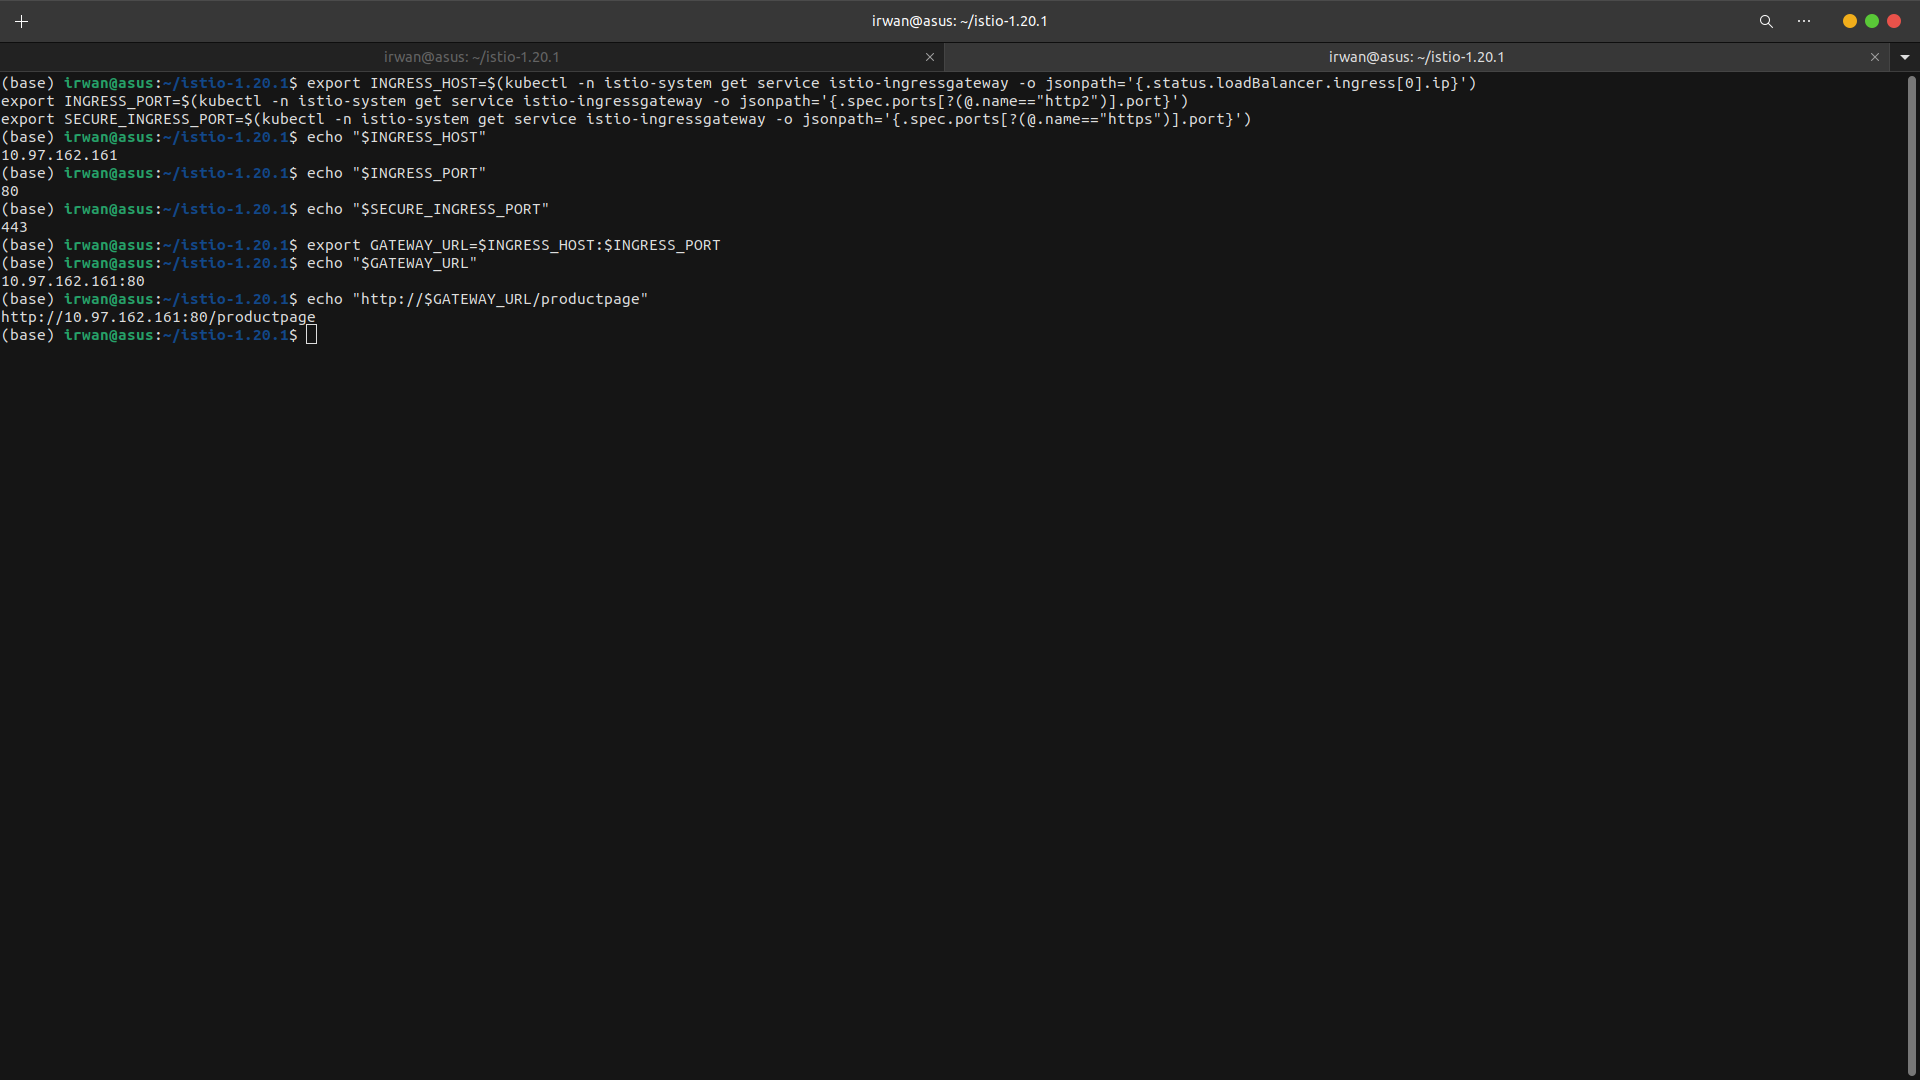 irwan@asus: ~/istio-1.20.1
irwan@asus: ~/istio-1.20.1
irwan@asus: ~/istio-1.20.1
(base) irwan@asus:~/istio-1.20.1$ export INGRESS_HOST=$(kubectl -n istio-system get service istio-ingressgateway -o jsonpath='{.status.loadBalancer.ingress[0].ip}')
export INGRESS_PORT=$(kubectl -n istio-system get service istio-ingressgateway -o jsonpath='{.spec.ports[?(@.name=="http2")].port}')
export SECURE_INGRESS_PORT=$(kubectl -n istio-system get service istio-ingressgateway -o jsonpath='{.spec.ports[?(@.name=="https")].port}')
(base) irwan@asus:~/istio-1.20.1$ echo "$INGRESS_HOST"
10.97.162.161
(base) irwan@asus:~/istio-1.20.1$ echo "$INGRESS_PORT"
80
(base) irwan@asus:~/istio-1.20.1$ echo "$SECURE_INGRESS_PORT"
443
(base) irwan@asus:~/istio-1.20.1$ export GATEWAY_URL=$INGRESS_HOST:$INGRESS_PORT
(base) irwan@asus:~/istio-1.20.1$ echo "$GATEWAY_URL"
10.97.162.161:80
(base) irwan@asus:~/istio-1.20.1$ echo "http://$GATEWAY_URL/productpage"
http://10.97.162.161:80/productpage
(base) irwan@asus:~/istio-1.20.1$